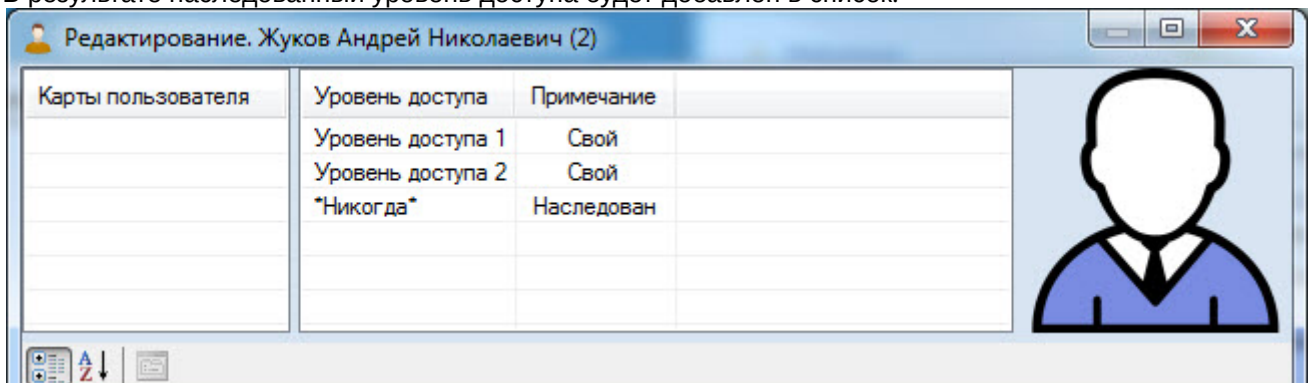 В результате наследованный уровень доступа будет добавлен в список.
Редактирование. Жуков Андрей Николаевич (2)
Карты пользователя Уровень доступа Примечание
Уровень доступа 1 Свой
Уровень доступа 2 Свой
*Никогда* Наследован